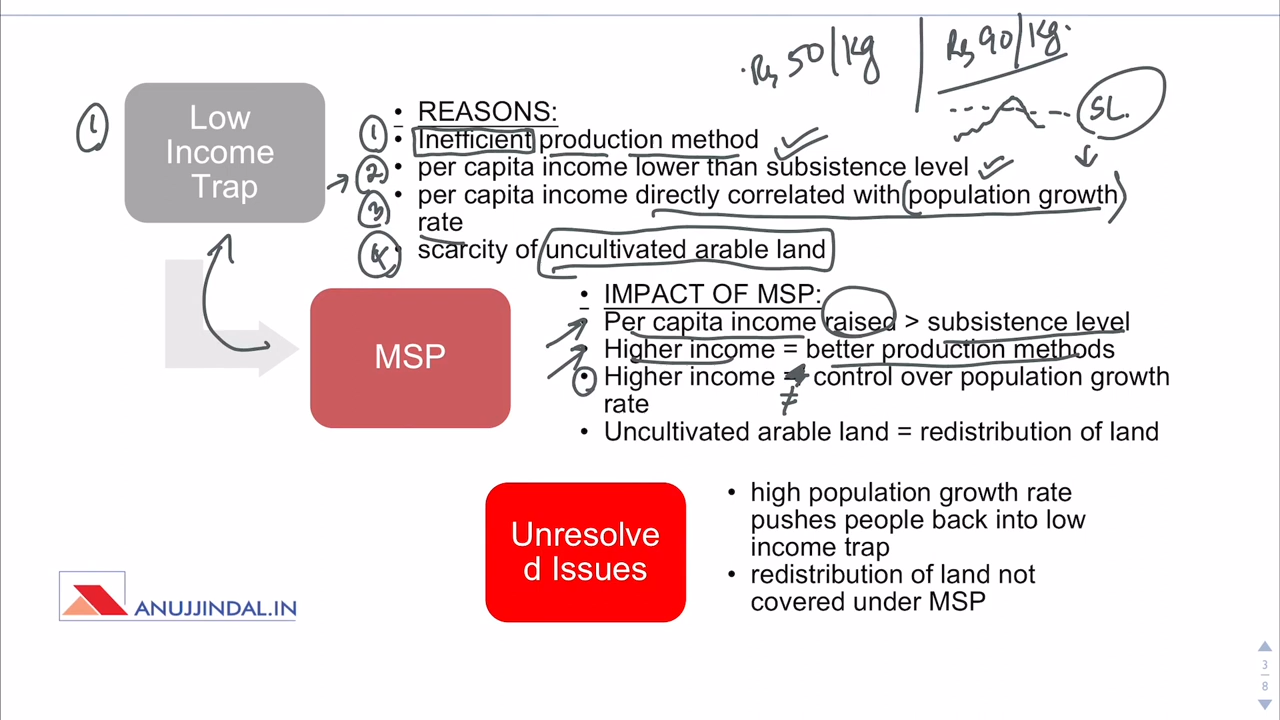 Rs 50/kg
Rs 90/kg.
SL.
1
Low
Income
Trap
• REASONS:
1 • Inefficient production method
2 • per capita income lower than subsistence level
3 • per capita income directly correlated with (population growth)
rate
4 • scarcity of uncultivated arable land
MSP
• IMPACT OF MSP:
• Per capita income raised > subsistence level
• Higher income = better production methods
• Higher income = control over population growth
≠
rate
• Uncultivated arable land = redistribution of land
Unresolve
d Issues
• high population growth rate
pushes people back into low
income trap
• redistribution of land not
covered under MSP
ANUJJINDAL.IN
3
8